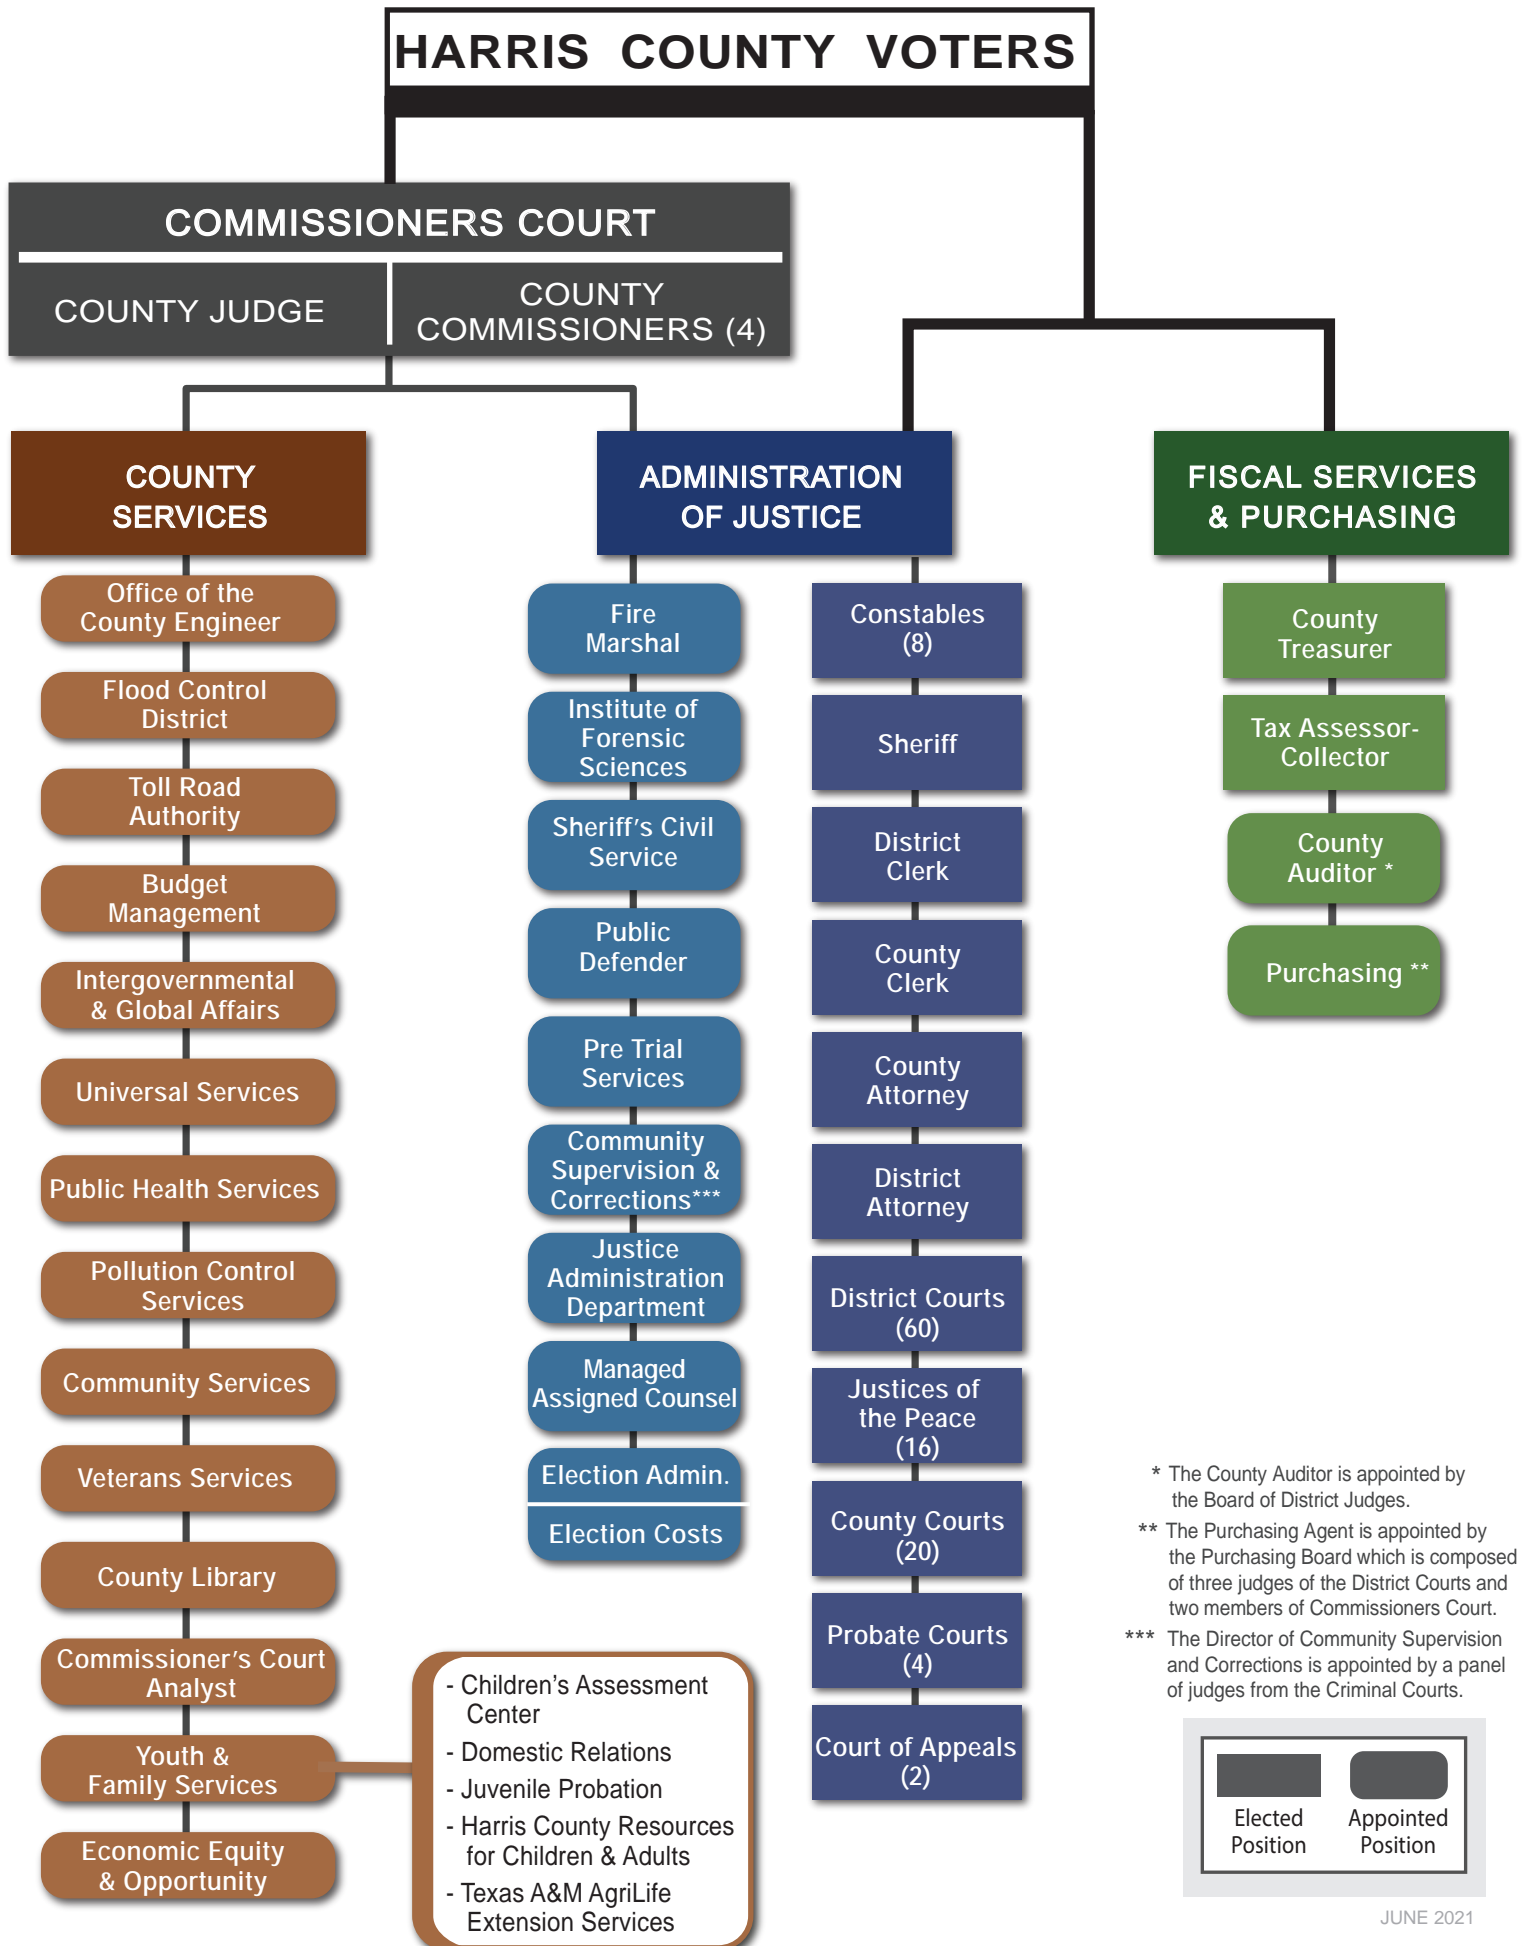 HARRIS COUNTY VOTERS
COMMISSIONERS COURT
COUNTY JUDGE
COUNTY
COMMISSIONERS (4)
COUNTY
SERVICES
Office of the
County Engineer
Flood Control
District
Toll Road
Authority
Budget
Management
Intergovernmental
& Global Affairs
Universal Services
Public Health Services
Pollution Control
Services
Community Services
Veterans Services
County Library
Commissioner's Court
Analyst
Youth &
Family Services
Economic Equity
& Opportunity
- Children's Assessment
Center
- Domestic Relations
- Juvenile Probation
- Harris County Resources
for Children & Adults
- Texas A&M AgriLife
Extension Services
ADMINISTRATION
OF JUSTICE
Fire
Marshal
Institute of
Forensic
Sciences
Sheriff's Civil
Service
Public
Defender
Pre Trial
Services
Community
Supervision &
Corrections***
Justice
Administration
Department
Managed
Assigned Counsel
Election Admin.
Election Costs
Constables
(8)
Sheriff
District
Clerk
County
Clerk
County
Attorney
District
Attorney
District Courts
(60)
Justices of
the Peace
(16)
County Courts
(20)
Probate Courts
(4)
Court of Appeals
(2)
FISCAL SERVICES
& PURCHASING
County
Treasurer
Tax Assessor-
Collector
County
Auditor *
Purchasing **
* The County Auditor is appointed by
the Board of District Judges.
** The Purchasing Agent is appointed by
the Purchasing Board which is composed
of three judges of the District Courts and
two members of Commissioners Court.
*** The Director of Community Supervision
and Corrections is appointed by a panel
of judges from the Criminal Courts.
Elected
Position
Appointed
Position
JUNE 2021